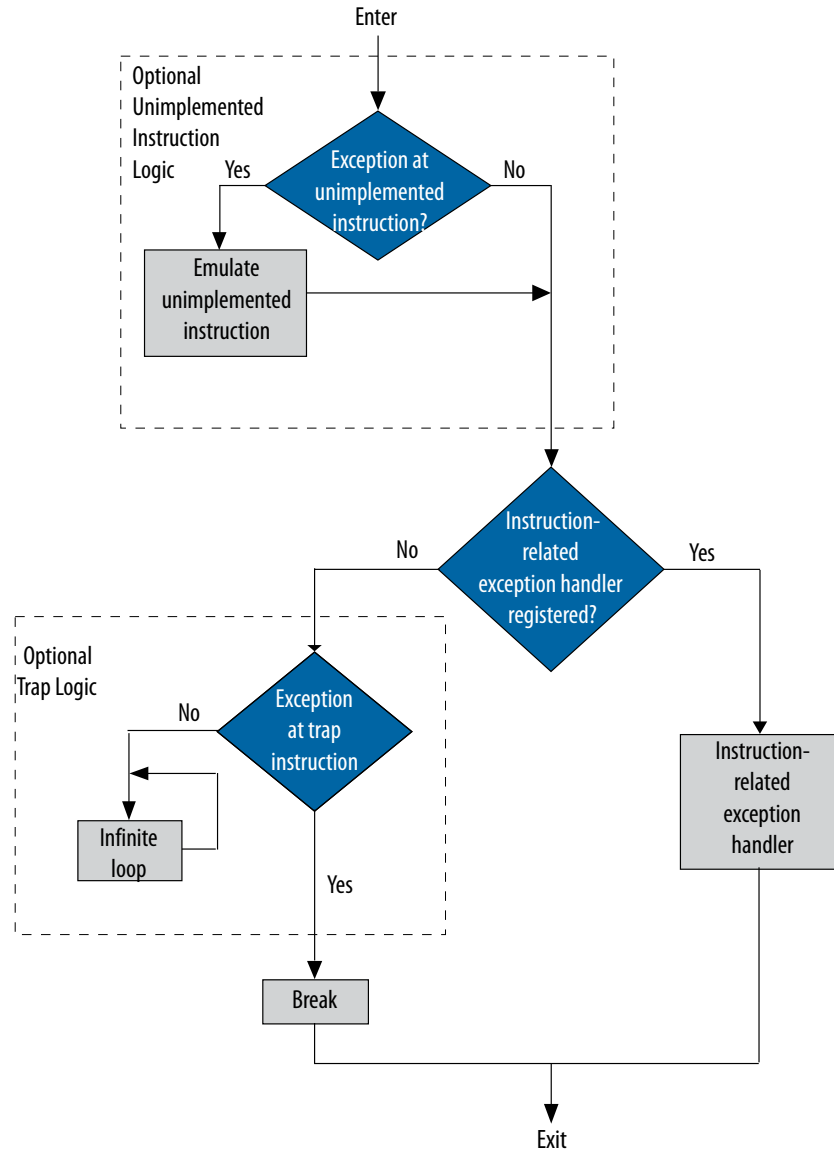 Enter
Optional
Unimplemented
Instruction
Logic
Yes
Exception at
unimplemented
instruction?
No
Emulate
unimplemented
instruction
Instruction-
related
exception handler
registered?
No
Yes
Optional
Trap Logic
Exception
at trap
instruction
No
Infinite
loop
Yes
Instruction-
related
exception
handler
Break
Exit